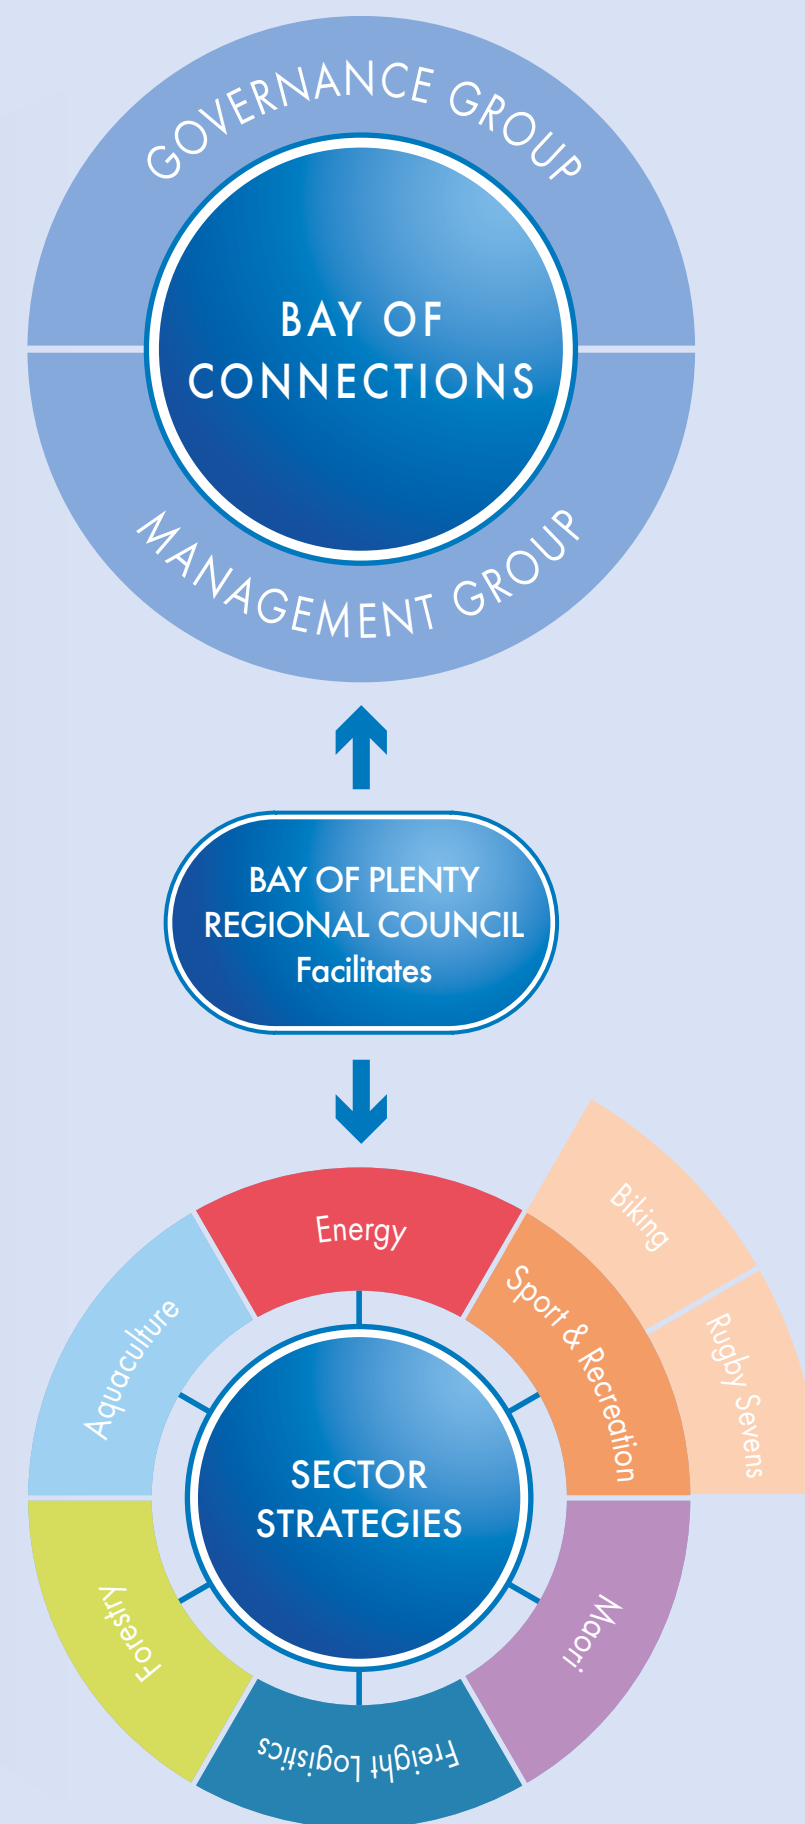 GOVERNANCE GROUP
BAY OF
CONNECTIONS
MANAGEMENT GROUP
BAY OF PLENTY
REGIONAL COUNCIL
Facilitates
Energy
Biking
Sport & Recreation
Rugby Sevens
Aquaculture
SECTOR
STRATEGIES
Maori
Forestry
Freight Logistics